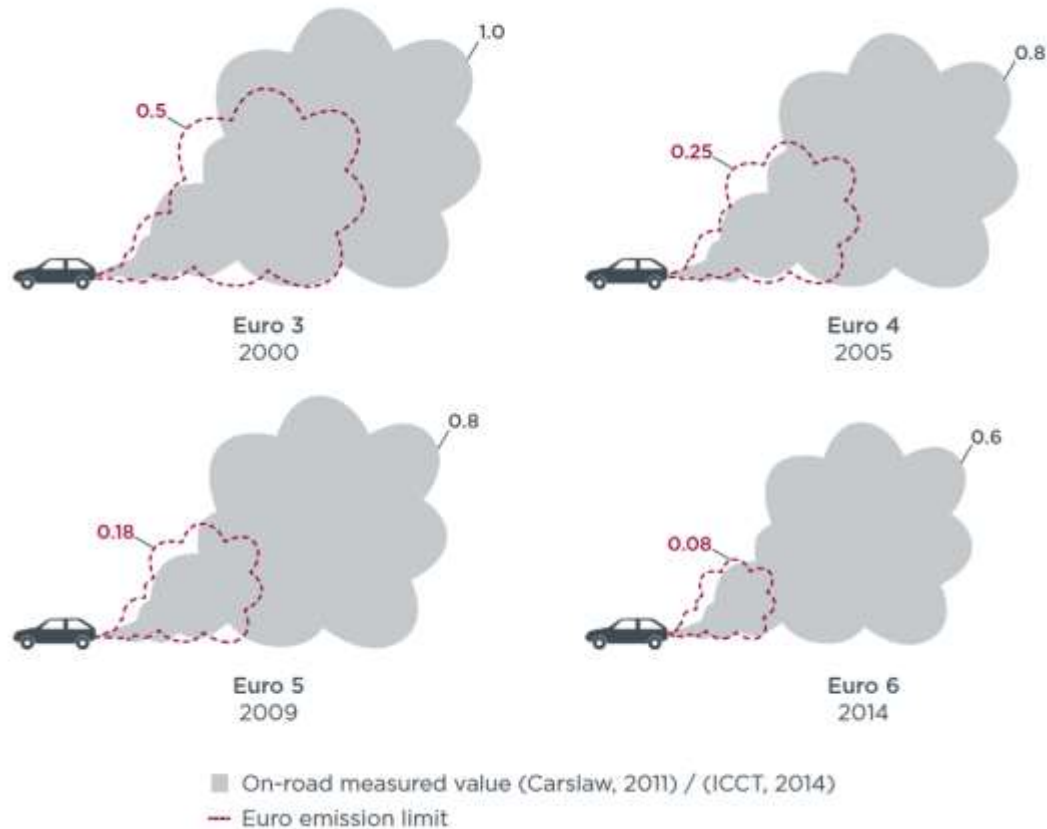 1.0
0.5
Euro 3
2000
0.8
0.25
Euro 4
2005
0.8
0.18
Euro 5
2009
0.6
0.08
Euro 6
2014
On-road measured value (Carslaw, 2011) / (ICCT, 2014)
Euro emission limit